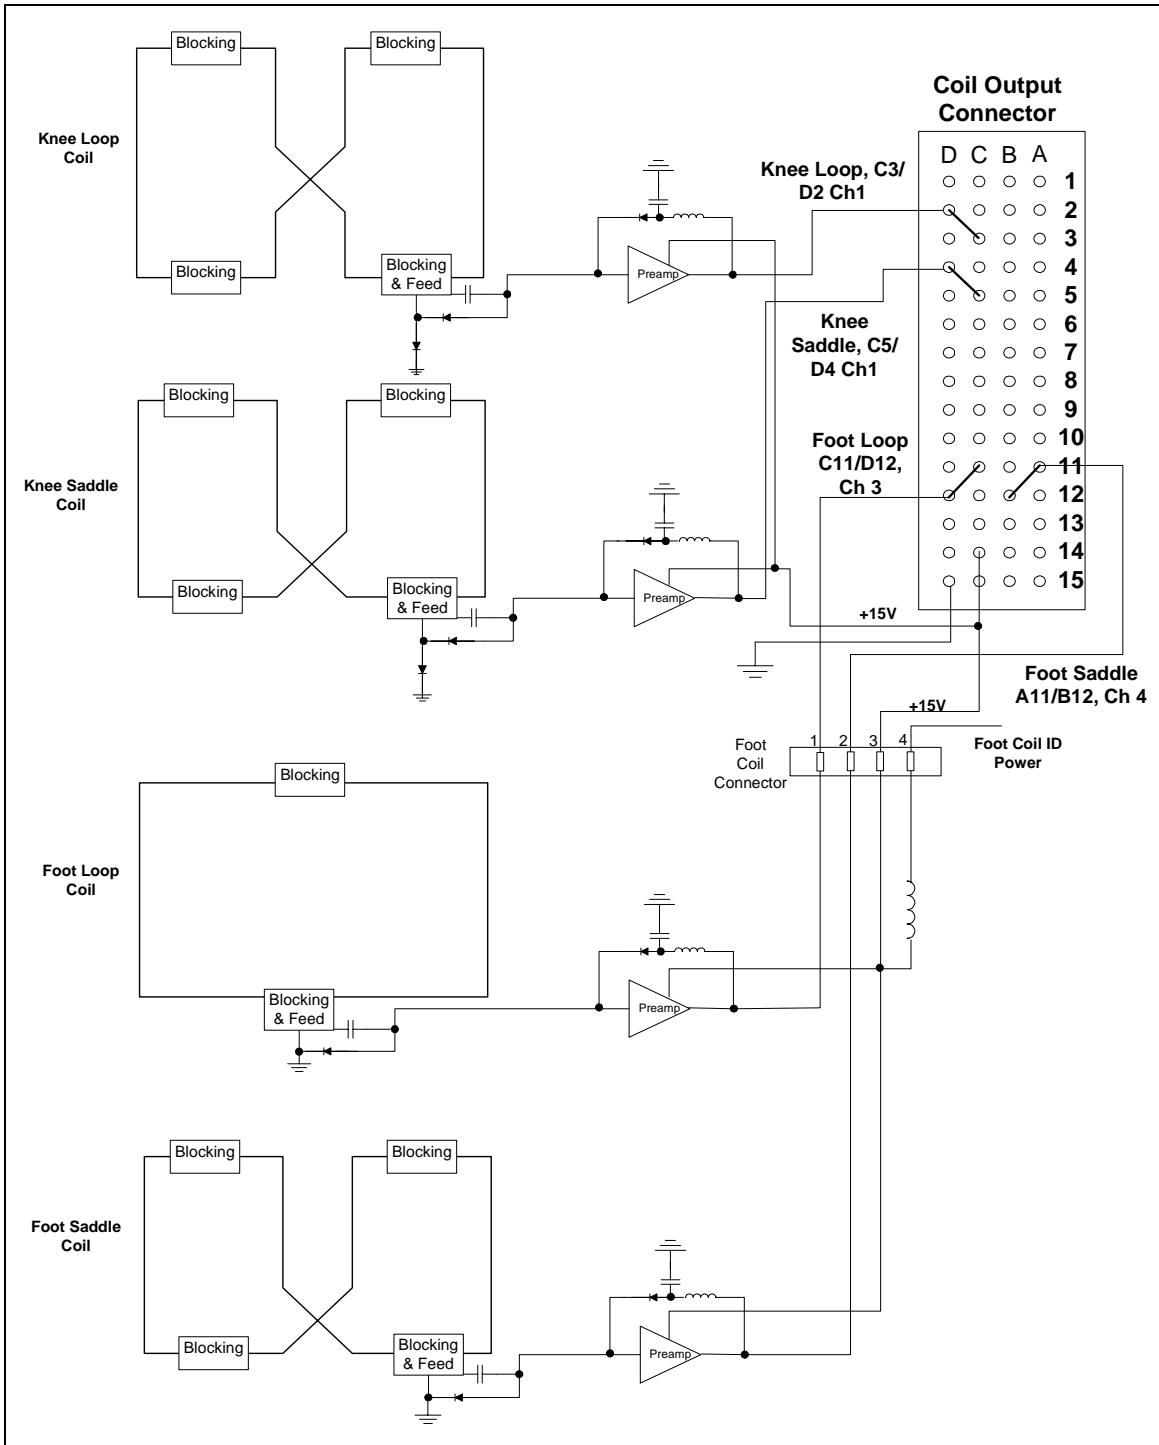 Blocking
Blocking
Knee Loop
Coil
Blocking
Blocking
& Feed
Preamp
Knee Loop, C3/
D2 Ch1
Coil Output
Connector
D C B A
1
2
3
4
5
6
7
8
9
10
11
12
13
14
15
Knee
Saddle, C5/
D4 Ch1
Blocking
Blocking
Knee Saddle
Coil
Blocking
Blocking
& Feed
Preamp
Foot Loop
C11/D12,
Ch 3
+15V
Foot Saddle
A11/B12, Ch 4
+15V
Foot
Coil
Connector
1 2 3 4
Foot Coil ID
Power
Blocking
Foot Loop
Coil
Blocking
& Feed
Preamp
Blocking
Blocking
Foot Saddle
Coil
Blocking
Blocking
& Feed
Preamp